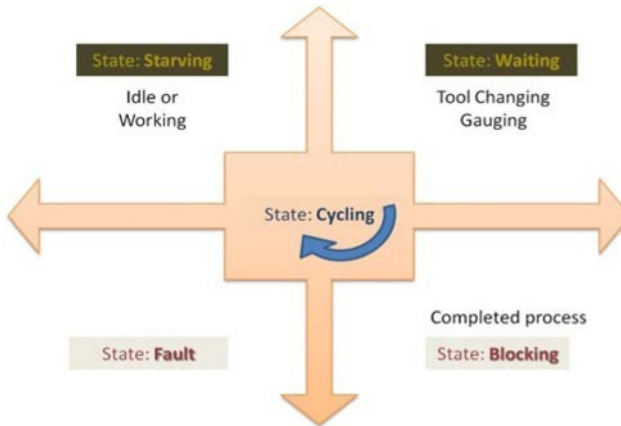 State: Starving
Idle or
Working
State: Waiting
Tool Changing
Gauging
State: Cycling
State: Fault
Completed process
State: Blocking